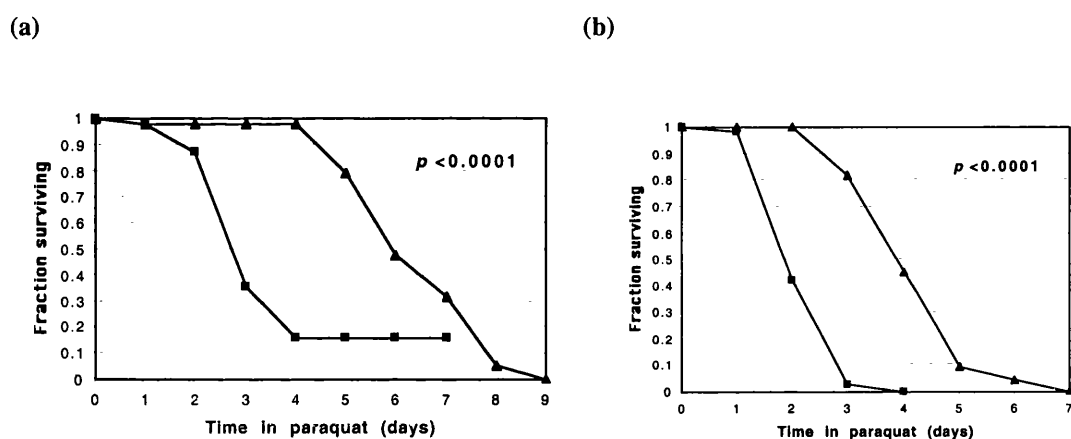 (a)
Fraction surviving
1
0.9
0.8
0.7
0.6
0.5
0.4
0.3
0.2
0.1
0
p <0.0001
0 1 2 3 4 5 6 7 8 9
Time in paraquat (days)
(b)
Fraction surviving
1
0.9
0.8
0.7
0.6
0.5
0.4
0.3
0.2
0.1
0
p <0.0001
0 1 2 3 4 5 6 7
Time in paraquat (days)